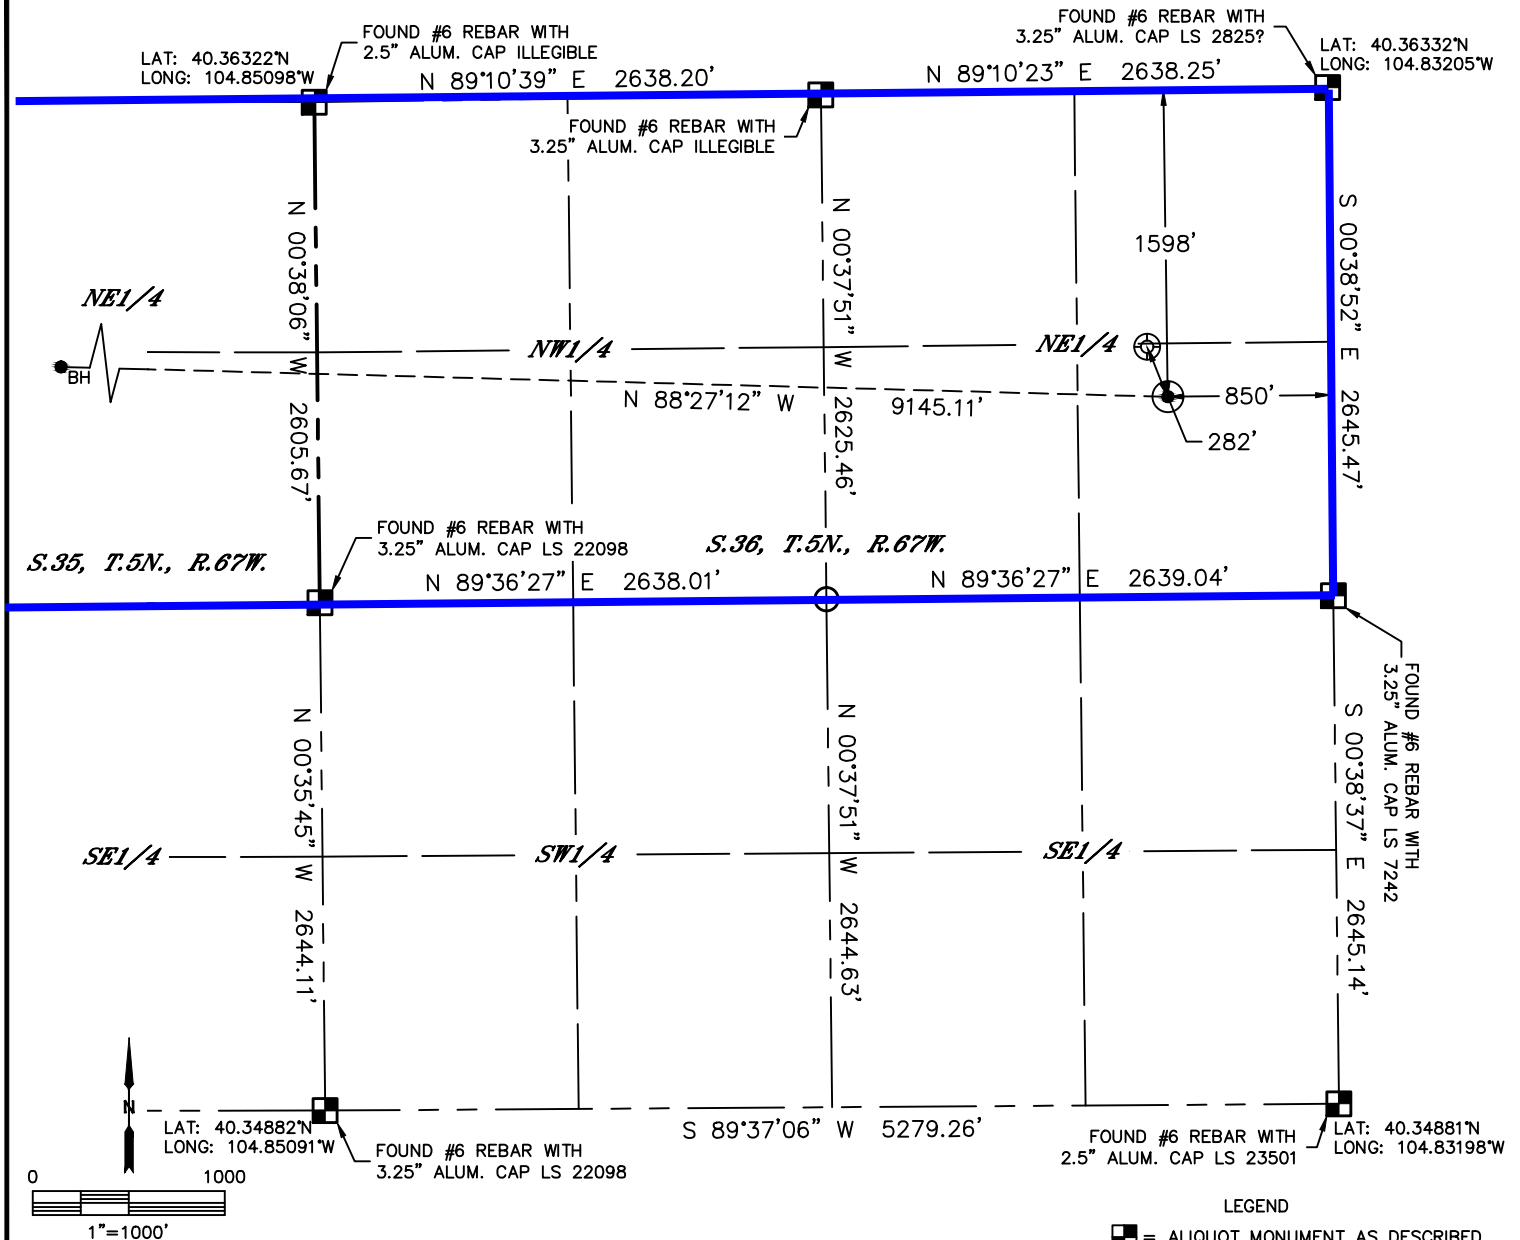 FOUND #6 REBAR WITH
2.5" ALUM. CAP ILLEGIBLE
FOUND #6 REBAR WITH
3.25" ALUM. CAP LS 2825?
LAT: 40.36322°N
LONG: 104.85098°W
LAT: 40.36332°N
LONG: 104.83205°W
N 89°10'39" E 2638.20'
N 89°10'23" E 2638.25'
FOUND #6 REBAR WITH
3.25" ALUM. CAP ILLEGIBLE
N 00°38'06" W 2605.67'
N 00°37'51" W 2625.46'
S 00°38'52" E 2645.47'
1598'
NE1/4
NW1/4
NE1/4
BH
N 88°27'12" W 9145.11'
850'
282'
FOUND #6 REBAR WITH
3.25" ALUM. CAP LS 22098
S.35, T.5N., R.67W.
S.36, T.5N., R.67W.
N 89°36'27" E 2638.01'
N 89°36'27" E 2639.04'
FOUND #6 REBAR WITH
3.25" ALUM. CAP LS 7242
N 00°35'45" W 2644.11'
N 00°37'51" W 2644.63'
S 00°38'37" E 2645.14'
SE1/4
SW1/4
SE1/4
N
LAT: 40.34882°N
LONG: 104.85091°W
S 89°37'06" W 5279.26'
FOUND #6 REBAR WITH
3.25" ALUM. CAP LS 22098
FOUND #6 REBAR WITH
2.5" ALUM. CAP LS 23501
LAT: 40.34881°N
LONG: 104.83198°W
0 1000
1"=1000'
LEGEND
= ALIQUOT MONUMENT AS DESCRIBED